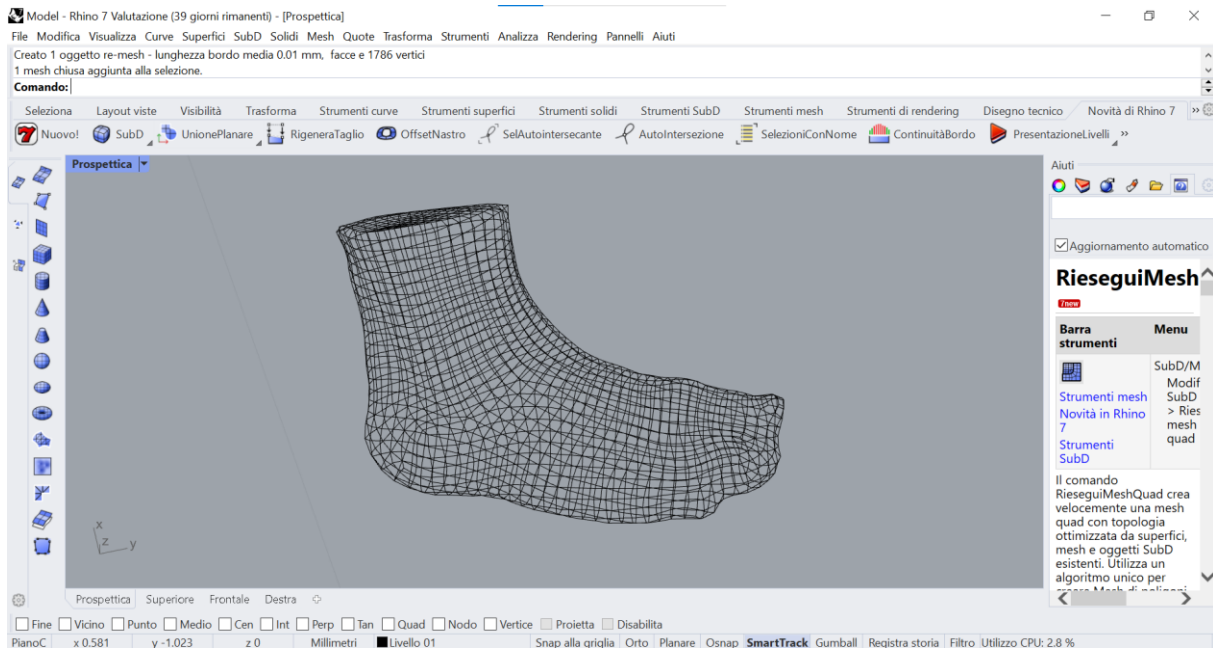 Model - Rhino 7 Valutazione (39 giorni rimanenti) - [Prospettica]
File Modifica Visualizza Curve Superfici SubD Solidi Mesh Quote Trasforma Strumenti Analizza Rendering Pannelli Aiuti
Creato 1 oggetto re-mesh - lunghezza bordo media 0.01 mm, facce e 1786 vertici
1 mesh chiusa aggiunta alla selezione.
Comando:
Seleziona Layout viste Visibilità Trasforma Strumenti curve Strumenti superfici Strumenti solidi Strumenti SubD Strumenti mesh Strumenti di rendering Disegno tecnico Novità di Rhino 7 »
7 Nuovo! SubD UnionePlanare RigeneraTaglio OffsetNastro SelAutointersecante AutoIntersezione SelezioniConNome ContinuitàBordo PresentazioneLivelli »
Prospettica
Aiuti
Aggiornamento automatico
RieseguiMesh
7new
Barra strumenti
Menu
Strumenti mesh
Novità in Rhino
7
Strumenti
SubD
SubD/M
Modif
SubD
> Ries
mesh
quad
Il comando
RieseguiMeshQuad crea
velocemente una mesh
quad con topologia
ottimizzata da superfici,
mesh e oggetti SubD
esistenti. Utilizza un
algoritmo unico per
x
z y
Prospettica Superiore Frontale Destra
Fine Vicino Punto Medio Cen Int Perp Tan Quad Nodo Vertice Proietta Disabilita
PianoC x 0.581 y -1.023 z 0 Millimetri Livello 01 Snap alla griglia Orto Planare Osnap SmartTrack Gumball Registra storia Filtro Utilizzo CPU: 2.8 %